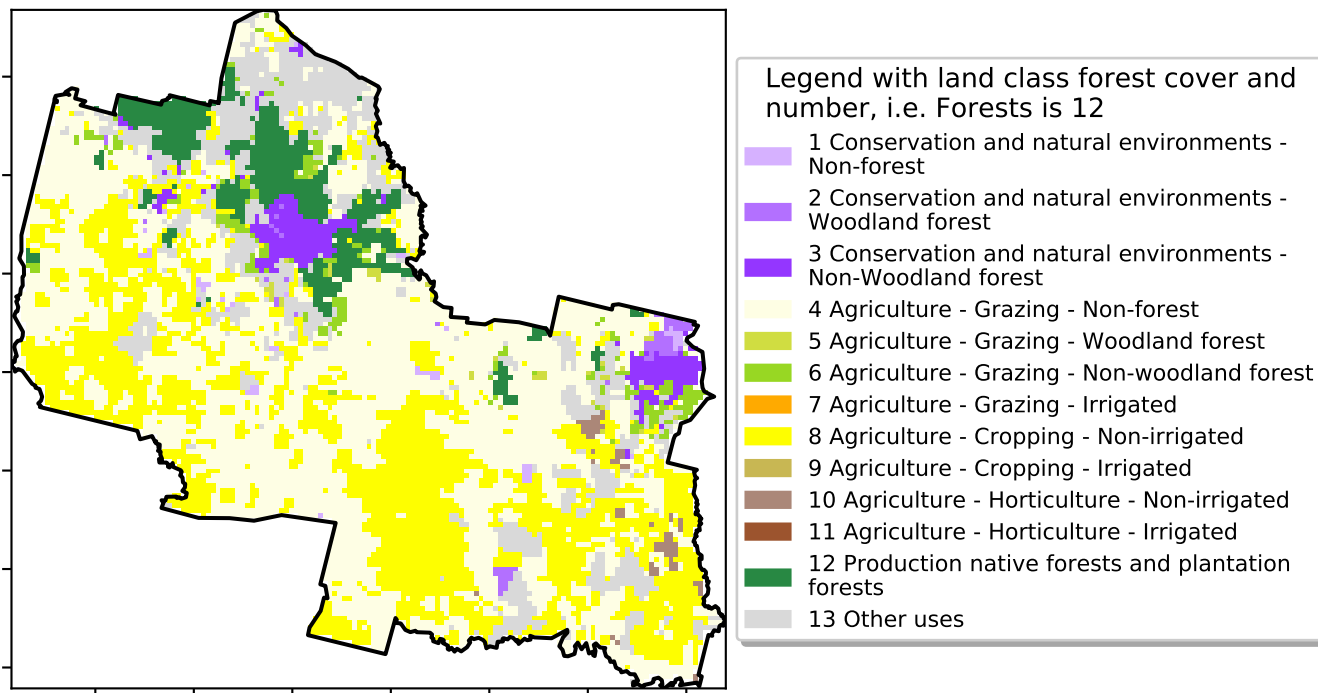 Legend with land class forest cover and
number, i.e. Forests is 12
1 Conservation and natural environments -
Non-forest
2 Conservation and natural environments -
Woodland forest
3 Conservation and natural environments -
Non-Woodland forest
4 Agriculture - Grazing - Non-forest
5 Agriculture - Grazing - Woodland forest
6 Agriculture - Grazing - Non-woodland forest
7 Agriculture - Grazing - Irrigated
8 Agriculture - Cropping - Non-irrigated
9 Agriculture - Cropping - Irrigated
10 Agriculture - Horticulture - Non-irrigated
11 Agriculture - Horticulture - Irrigated
12 Production native forests and plantation
forests
13 Other uses